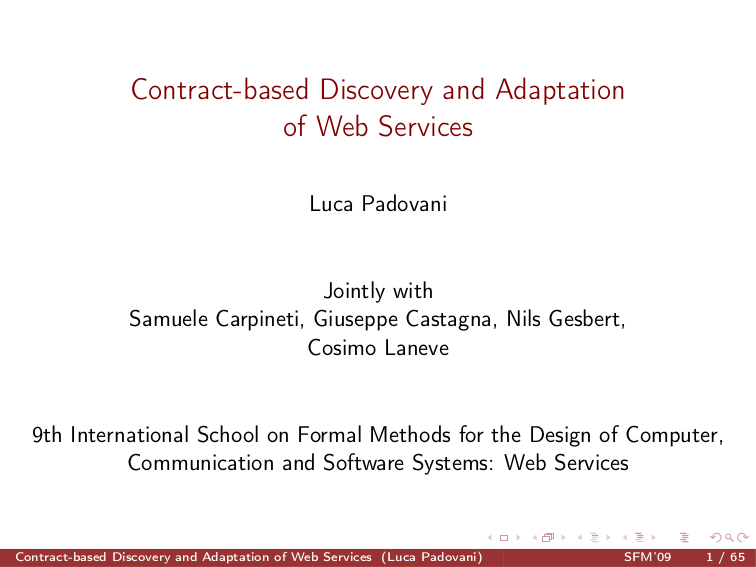 Contract-based Discovery and Adaptation
of Web Services
Luca Padovani
Jointly with
Samuele Carpineti, Giuseppe Castagna, Nils Gesbert,
Cosimo Laneve
9th International School on Formal Methods for the Design of Computer,
Communication and Software Systems: Web Services
Contract-based Discovery and Adaptation of Web Services (Luca Padovani) SFM'09 1 / 65